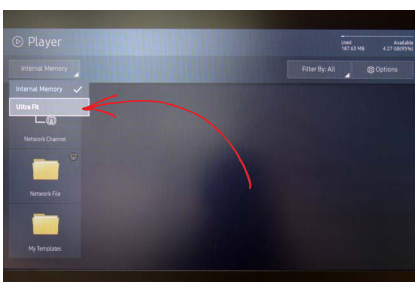 Player
Used
187.63 MB
Available
4.27 GB(95%)
Internal Memory
Filter By: All
Options
Internal Memory
Ultra Fit
Network Channel
Network File
My Templates